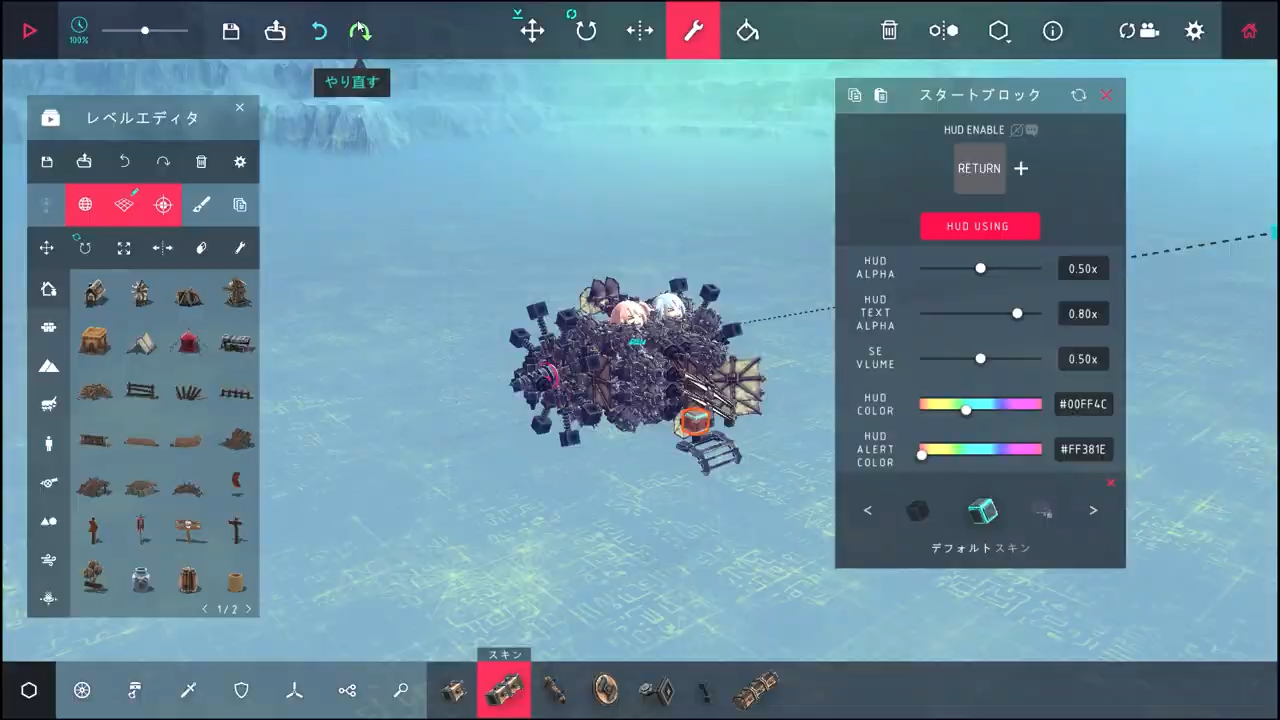 100%
やり直す
レベルエディタ
スタートブロック
HUD ENABLE
RETURN
HUD USING
HUD
ALPHA
0.50x
HUD
TEXT
ALPHA
0.80x
SE
VLUME
0.50x
HUD
COLOR
#00FF4C
HUD
ALERT
COLOR
#FF381E
デフォルトスキン
1/2
スキン